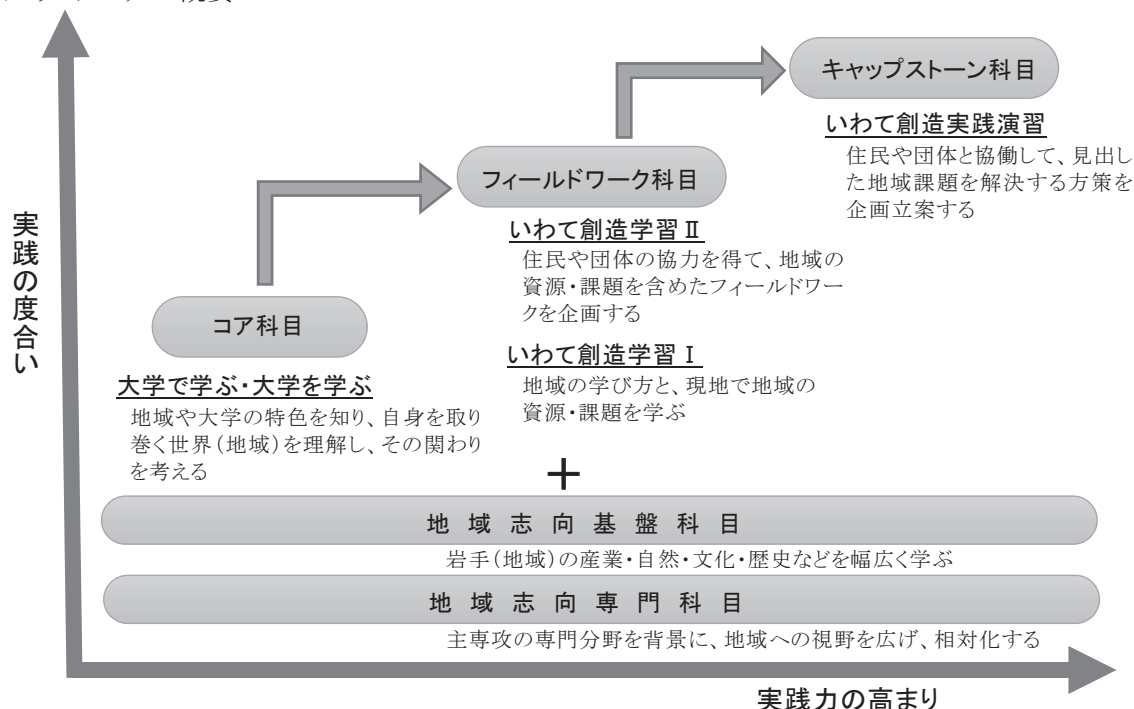 キャップストーン科目
いわて創造実践演習
住民や団体と協働して、見出し
た地域課題を解決する方策を
企画立案する
フィールドワーク科目
いわて創造学習Ⅱ
住民や団体の協力を得て、地域の
資源・課題を含めたフィールドワー
クを企画する
いわて創造学習Ⅰ
地域の学び方と、現地で地域の
資源・課題を学ぶ
コア科目
大学で学ぶ・大学を学ぶ
地域や大学の特色を知り、自身を取り
巻く世界(地域)を理解し、その関わり
を考える
実践の度合い
+
地域志向基盤科目
岩手(地域)の産業・自然・文化・歴史などを幅広く学ぶ
地域志向専門科目
主専攻の専門分野を背景に、地域への視野を広げ、相対化する
実践力の高まり